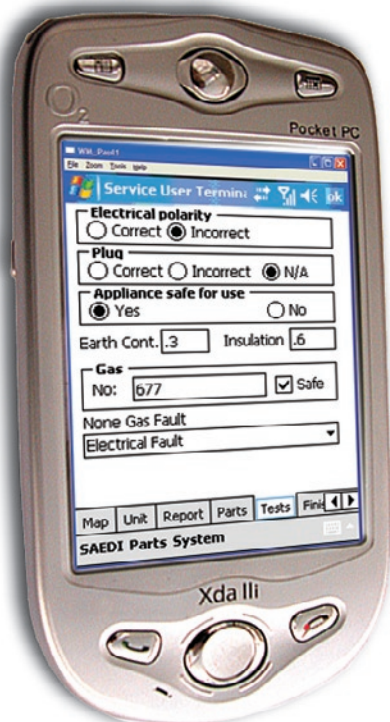 O2
Pocket PC
WM_Paul1
File Zoom Tools Help
Service User Termina ok
Electrical polarity
Correct Incorrect
Plug
Correct Incorrect N/A
Appliance safe for use
Yes No
Earth Cont. .3 Insulation .6
Gas
No: 677 Safe
None Gas Fault
Electrical Fault
Map Unit Report Parts Tests Finis
SAEDI Parts System
Xda IIi